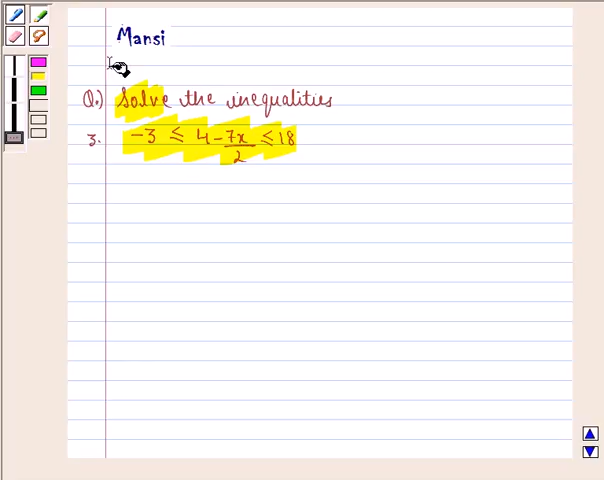 Mansi
Q.) Solve the inequalities
3. -3 ≤ 4 - 7x/2 ≤ 18